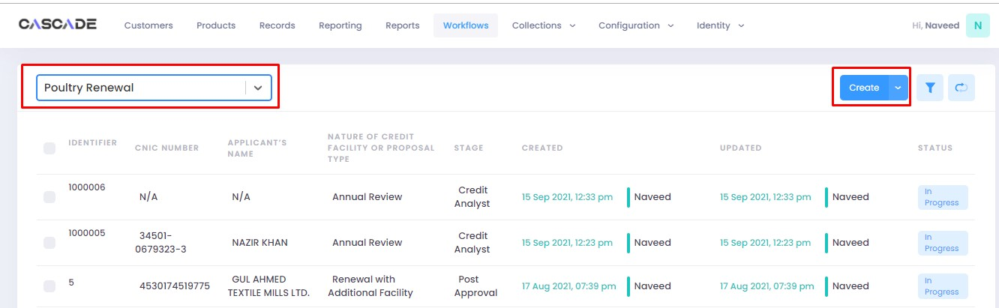 CASCADE Customers Products Records Reporting Reports Workflows Collections Configuration Identity Hi, Naveed N
Poultry Renewal Create
IDENTIFIER CNIC NUMBER APPLICANT'S NAME NATURE OF CREDIT FACILITY OR PROPOSAL TYPE STAGE CREATED UPDATED STATUS
1000006 N/A N/A Annual Review Credit Analyst 15 Sep 2021, 12:33 pm Naveed 15 Sep 2021, 12:33 pm Naveed In Progress
1000005 34501-0679323-3 NAZIR KHAN Annual Review Credit Analyst 15 Sep 2021, 12:23 pm Naveed 15 Sep 2021, 12:23 pm Naveed In Progress
5 4530174519775 GUL AHMED TEXTILE MILLS LTD. Renewal with Additional Facility Post Approval 17 Aug 2021, 07:39 pm Naveed 17 Aug 2021, 07:39 pm Naveed In Progress